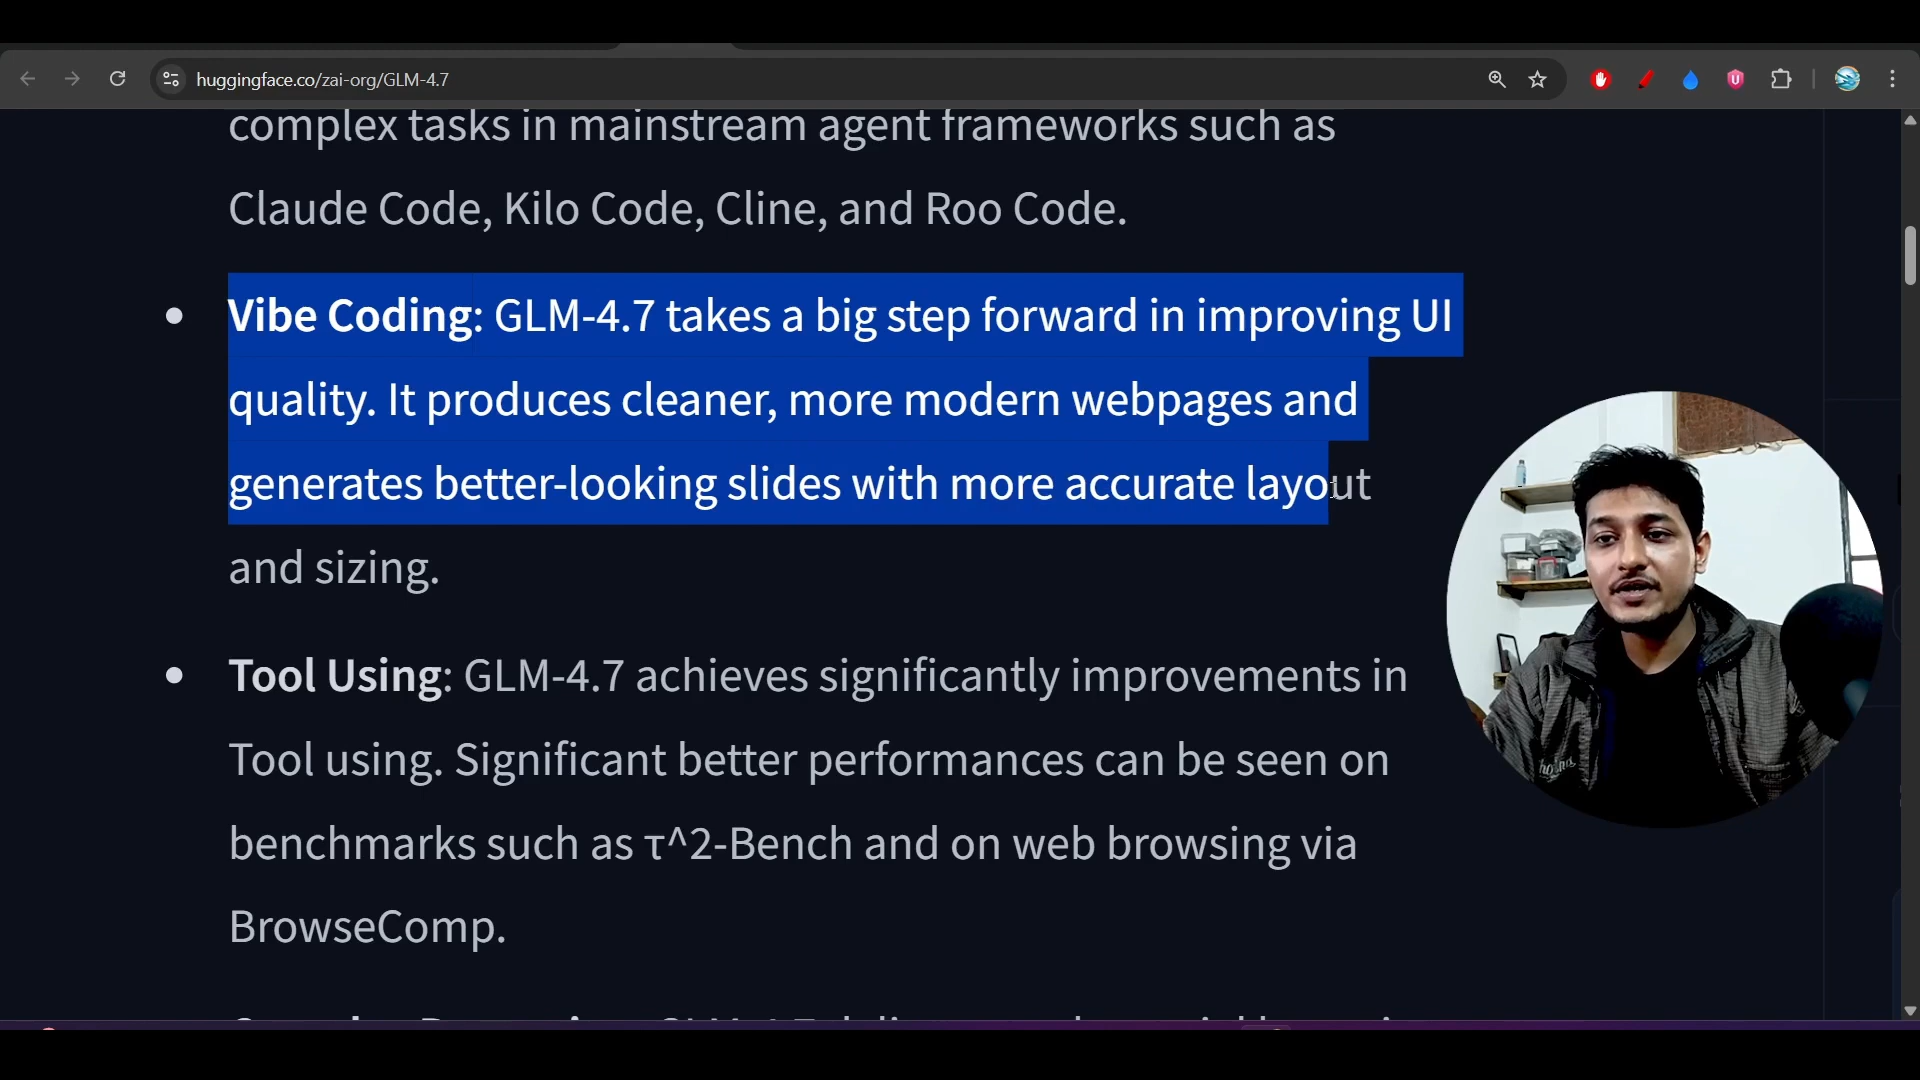 huggingface.co/zai-org/GLM-4.7
complex tasks in mainstream agent frameworks such as
Claude Code, Kilo Code, Cline, and Roo Code.
Vibe Coding: GLM-4.7 takes a big step forward in improving UI
quality. It produces cleaner, more modern webpages and
generates better-looking slides with more accurate layout
and sizing.
Tool Using: GLM-4.7 achieves significantly improvements in
Tool using. Significant better performances can be seen on
benchmarks such as τ^2-Bench and on web browsing via
BrowseComp.